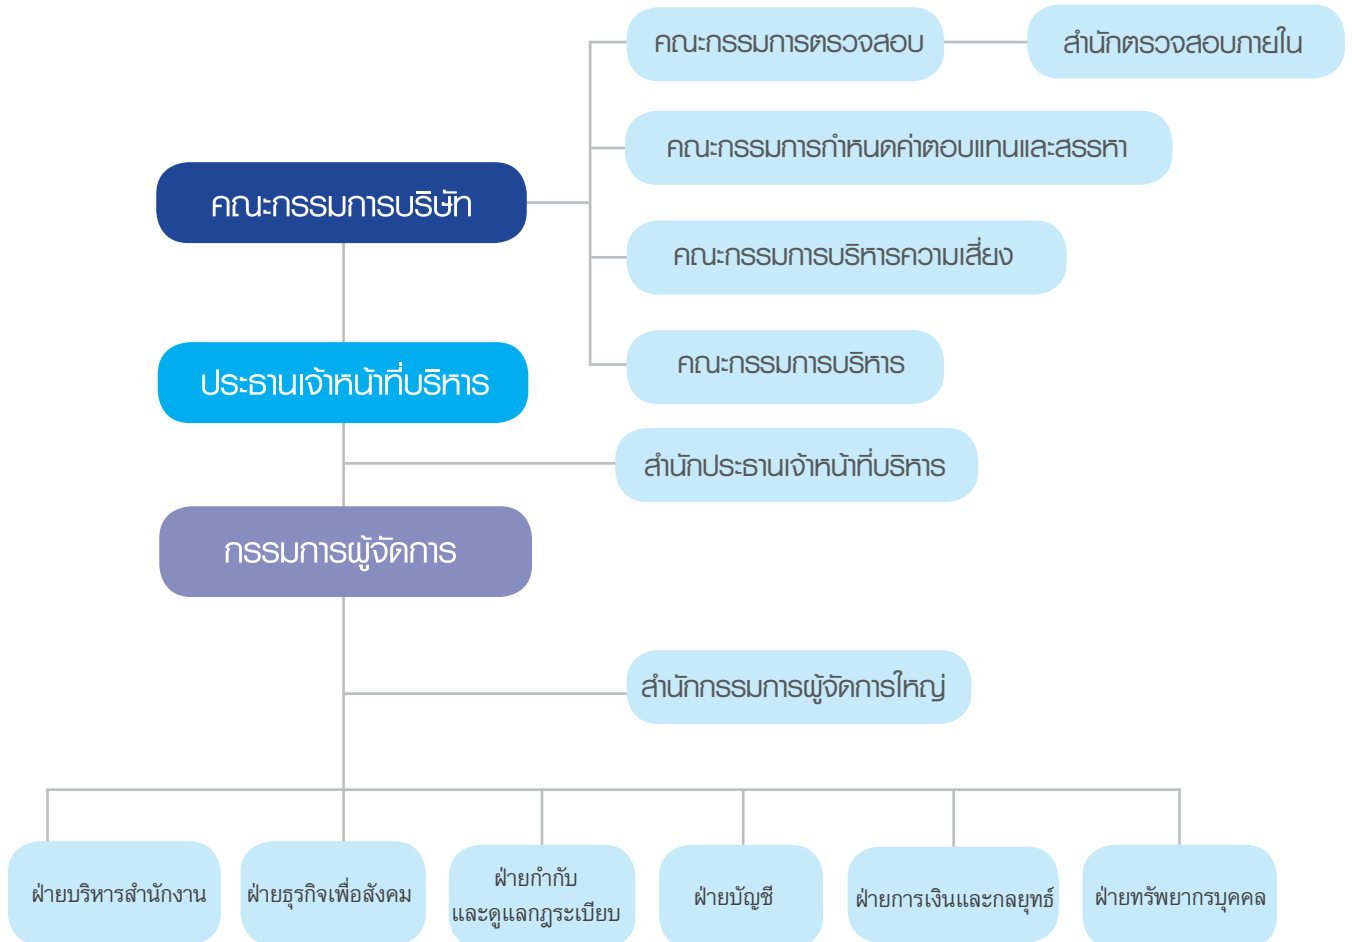 คณะกรรมการตรวจสอบ
สำนักตรวจสอบภายใน
คณะกรรมการกำหนดค่าตอบแทนและสรรหา
คณะกรรมการบริษัท
คณะกรรมการบริหารความเสี่ยง
คณะกรรมการบริหาร
ประธานเจ้าหน้าที่บริหาร
สำนักประธานเจ้าหน้าที่บริหาร
กรรมการผู้จัดการ
สำนักกรรมการผู้จัดการใหญ่
ฝ่ายบริหารสำนักงาน
ฝ่ายธุรกิจเพื่อสังคม
ฝ่ายกำกับ
และดูแลกฎระเบียบ
ฝ่ายบัญชี
ฝ่ายการเงินและกลยุทธ์
ฝ่ายทรัพยากรบุคคล